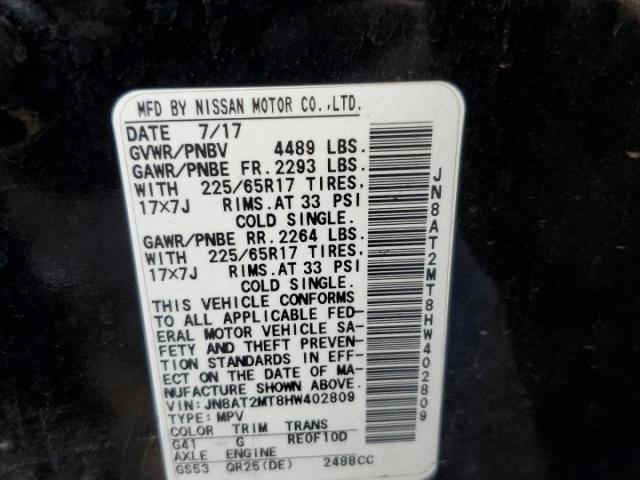 MFD BY NISSAN MOTOR CO.,LTD.
DATE 7/17
GVWR/PNBV 4489 LBS.
GAWR/PNBE FR. 2293 LBS.
WITH 225/65R17 TIRES,
17×7J RIMS.AT 33 PSI
COLD SINGLE.
GAWR/PNBE RR. 2264 LBS.
WITH 225/65R17 TIRES,
17×7J RIMS.AT 33 PSI
COLD SINGLE.
THIS VEHICLE CONFORMS
TO ALL APPLICABLE FED-
ERAL MOTOR VEHICLE SA-
FETY AND THEFT PREVEN-
TION STANDARDS IN EFF-
ECT ON THE DATE OF MA-
NUFACTURE SHOWN ABOVE.
VIN: JN8AT2MT8HW402809
TYPE: MPV
COLOR TRIM TRANS
G41 G RE0F10D
AXLE ENGINE
GS53 QR25(DE) 2488CC
JN8AT2MT8HW402809